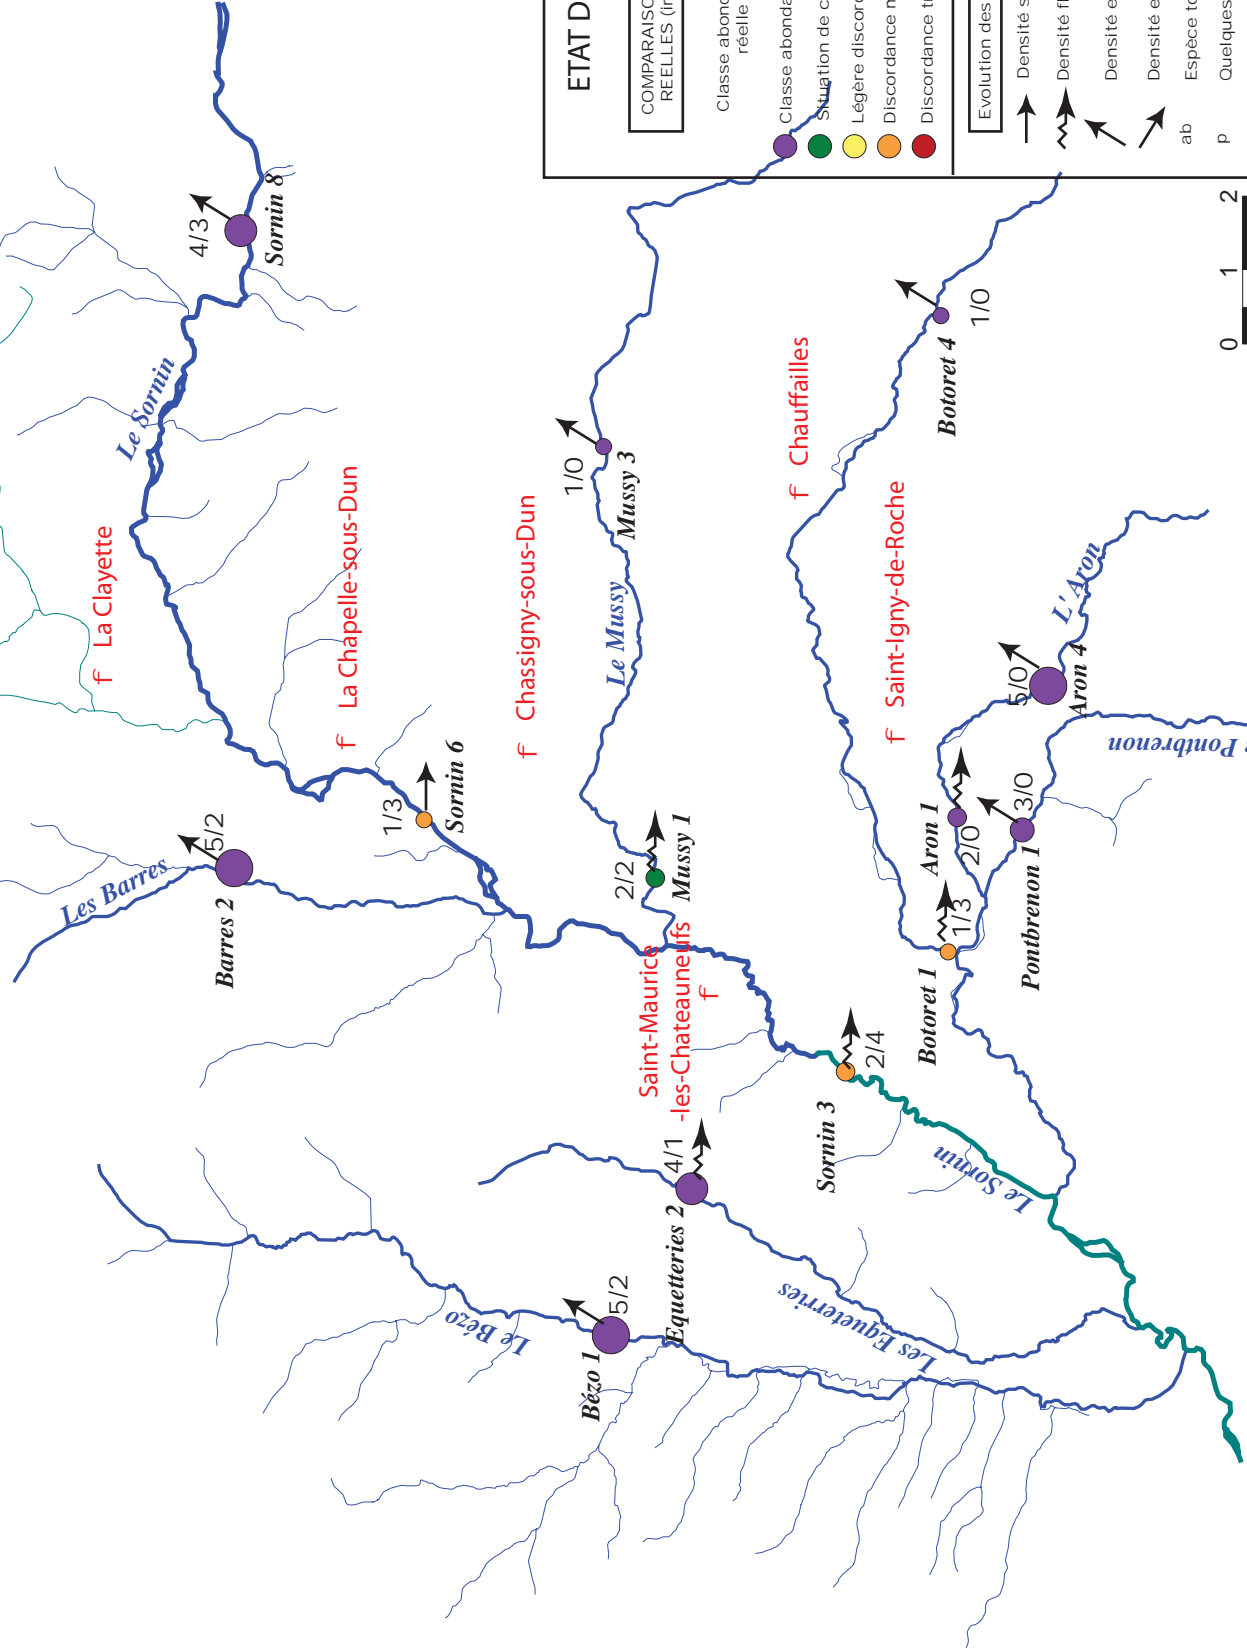 ETAT D
COMPARAISO
REELLES (in
Classe abond
réelle
Classe abonda
Situation de c
Légère discord
Discordance m
Discordance tr
Evolution des
Densité s
Densité fl
Densité e
Densité e
ab Espèce to
p Quelques
0 1 2
4/3
Sornin 8
Le Sornin
La Clayette
La Chapelle-sous-Dun
1/3
Sornin 6
5/2
Les Barres
Barres 2
Chassigny-sous-Dun
1/0
Mussy 3
Le Mussy
2/2
Mussy 1
Chauffailles
1/0
Botoret 4
Saint-Igny-de-Roche
L'Aron
5/0
Aron 4
Pontbrenon
Aron 1
2/0
3/0
Pontbrenon 1
1/3
Botoret 1
Saint-Maurice
-les-Chateauneufs
2/4
Sornin 3
Le Sornin
4/1
Equetteries 2
Les Equeterries
5/2
Bézo 1
Le Bézo